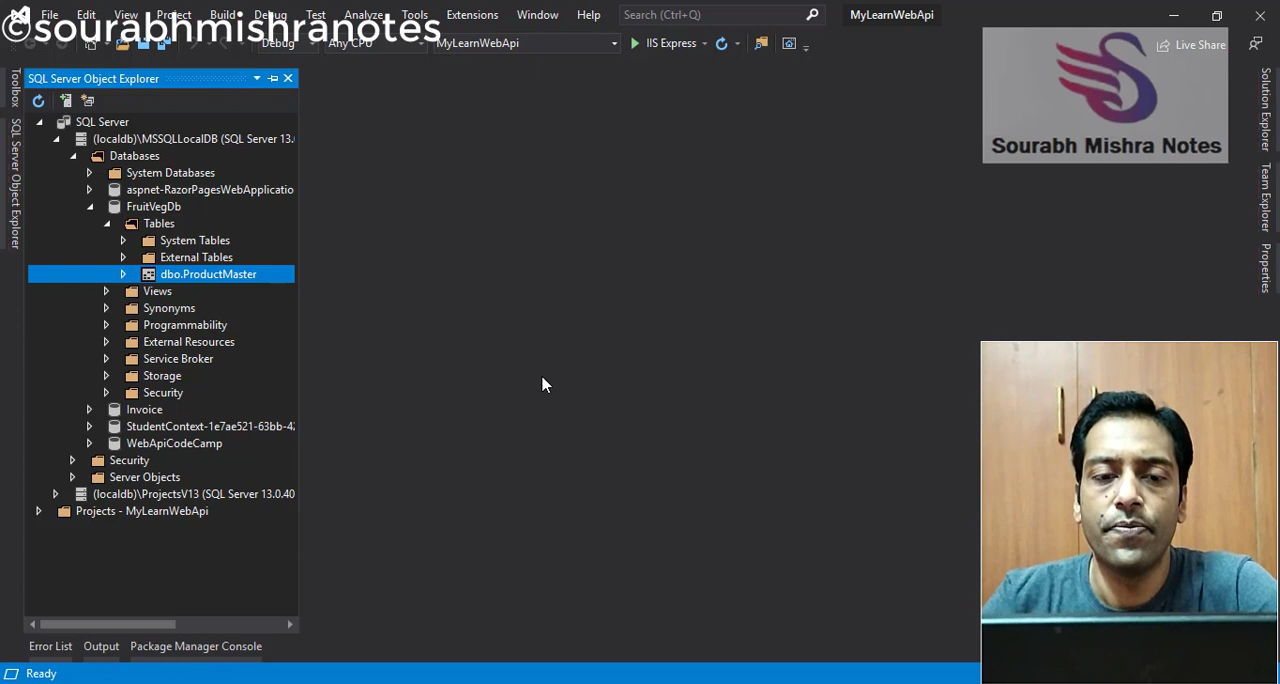 File Edit View Project Build Debug Test Analyze Tools Extensions Window Help Search (Ctrl+Q) MyLearnWebApi
©sourabhmishranotes
Debug Any CPU MyLearnWebApi IIS Express Live Share
Sourabh Mishra Notes
Toolbox
SQL Server Object Explorer
SQL Server Object Explorer
SQL Server
(localdb)\MSSQLLocalDB (SQL Server 13.0
Databases
System Databases
aspnet-RazorPagesWebApplicatio
FruitVegDb
Tables
System Tables
External Tables
dbo.ProductMaster
Views
Synonyms
Programmability
External Resources
Service Broker
Storage
Security
Invoice
StudentContext-1e7ae521-63bb-42
WebApiCodeCamp
Security
Server Objects
(localdb)\ProjectsV13 (SQL Server 13.0.40
Projects - MyLearnWebApi
Solution Explorer
Team Explorer
Properties
Error List Output Package Manager Console
Ready